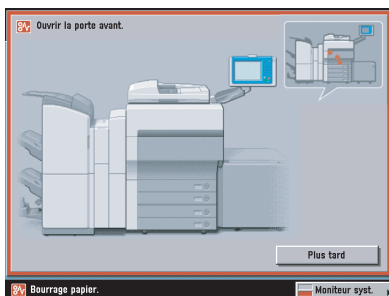 Ouvrir la porte avant.
Plus tard
Bourrage papier.
Moniteur syst.